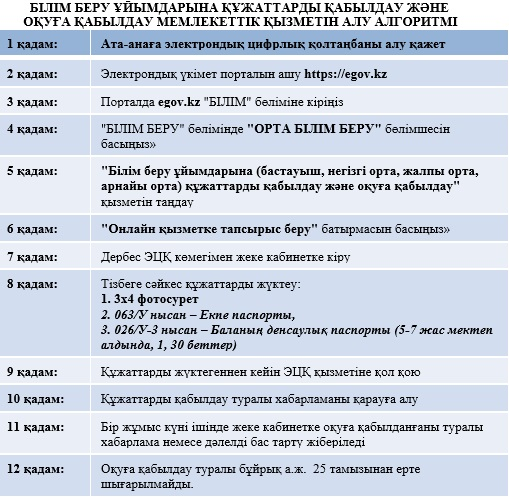 БІЛІМ БЕРУ ҰЙЫМДАРЫНА ҚҰЖАТТАРДЫ ҚАБЫЛДАУ ЖӘНЕ
ОҚУҒА ҚАБЫЛДАУ МЕМЛЕКЕТТІК ҚЫЗМЕТІН АЛУ АЛГОРИТМІ
1 қадам: Ата-анаға электрондық цифрлық қолтаңбаны алу қажет
2 қадам: Электрондық үкімет порталын ашу https://egov.kz
3 қадам: Порталда egov.kz "БІЛІМ" бөліміне кіріңіз
4 қадам: "БІЛІМ БЕРУ" бөлімінде "ОРТА БІЛІМ БЕРУ" бөлімшесін
басыңыз»
5 қадам: "Білім беру ұйымдарына (бастауыш, негізгі орта, жалпы орта,
арнайы орта) құжаттарды қабылдау және оқуға қабылдау"
қызметін таңдау
6 қадам: "Онлайн қызметке тапсырыс беру" батырмасын басыңыз»
7 қадам: Дербес ЭЦҚ көмегімен жеке кабинетке кіру
8 қадам: Тізбеге сәйкес құжаттарды жүктеу:
1. 3х4 фотосурет
2. 063/У нысан – Екпе паспорты,
3. 026/У-3 нысан – Баланың денсаулық паспорты (5-7 жас мектеп
алдында, 1, 30 беттер)
9 қадам: Құжаттарды жүктегеннен кейін ЭЦҚ қызметіне қол қою
10 қадам: Құжаттарды қабылдау туралы хабарламаны қарауға алу
11 қадам: Бір жұмыс күні ішінде жеке кабинетке оқуға қабылданғаны туралы
хабарлама немесе дәлелді бас тарту жіберіледі
12 қадам: Оқуға қабылдау туралы бұйрық а.ж. 25 тамызынан ерте
шығарылмайды.